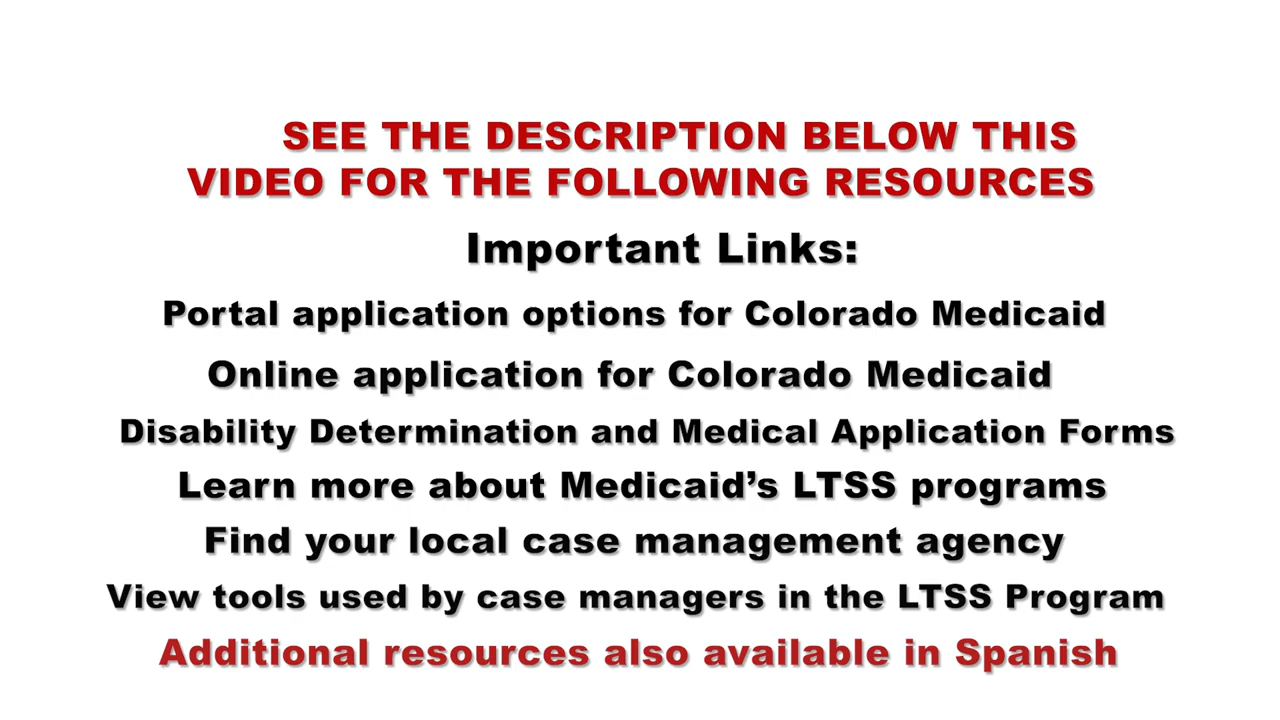 SEE THE DESCRIPTION BELOW THIS
VIDEO FOR THE FOLLOWING RESOURCES
Important Links:
Portal application options for Colorado Medicaid
Online application for Colorado Medicaid
Disability Determination and Medical Application Forms
Learn more about Medicaid’s LTSS programs
Find your local case management agency
View tools used by case managers in the LTSS Program
Additional resources also available in Spanish